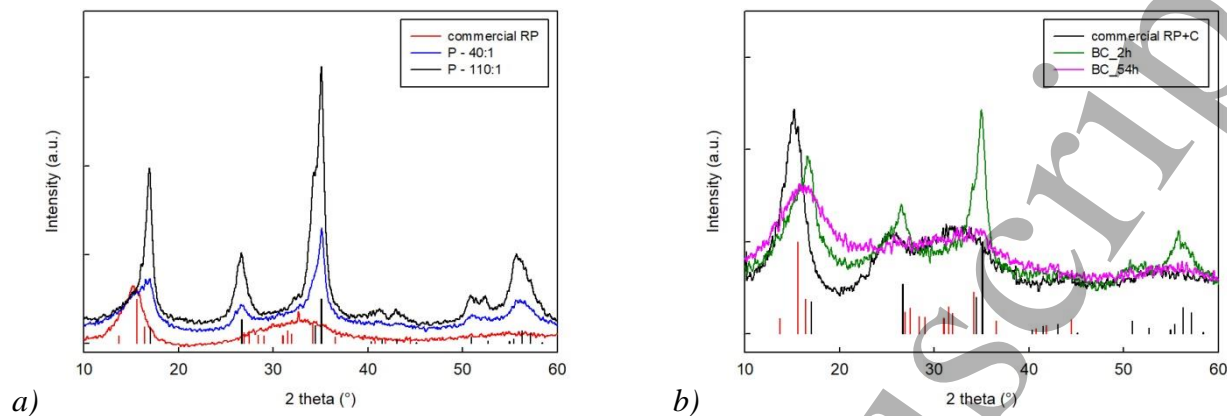 commercial RP
P - 40:1
P - 110:1
Intensity (a.u.)
10 20 30 40 50 60
2 theta (°)
a)
commercial RP+C
BC_2h
BC_54h
Intensity (a.u.)
10 20 30 40 50 60
2 theta (°)
b)
script